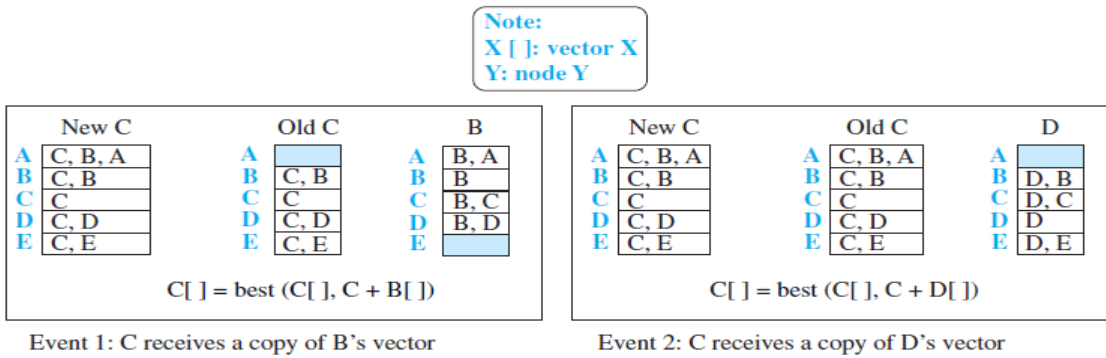 Note:
X [ ]: vector X
Y: node Y
New C Old C B
A C, B, A A A B, A
B C, B B C, B B B
C C C C C B, C
D C, D D C, D D B, D
E C, E E C, E E
C[ ] = best (C[ ], C + B[ ])
Event 1: C receives a copy of B's vector
New C Old C D
A C, B, A A C, B, A A
B C, B B C, B B D, B
C C C C C D, C
D C, D D C, D D D
E C, E E C, E E D, E
C[ ] = best (C[ ], C + D[ ])
Event 2: C receives a copy of D's vector